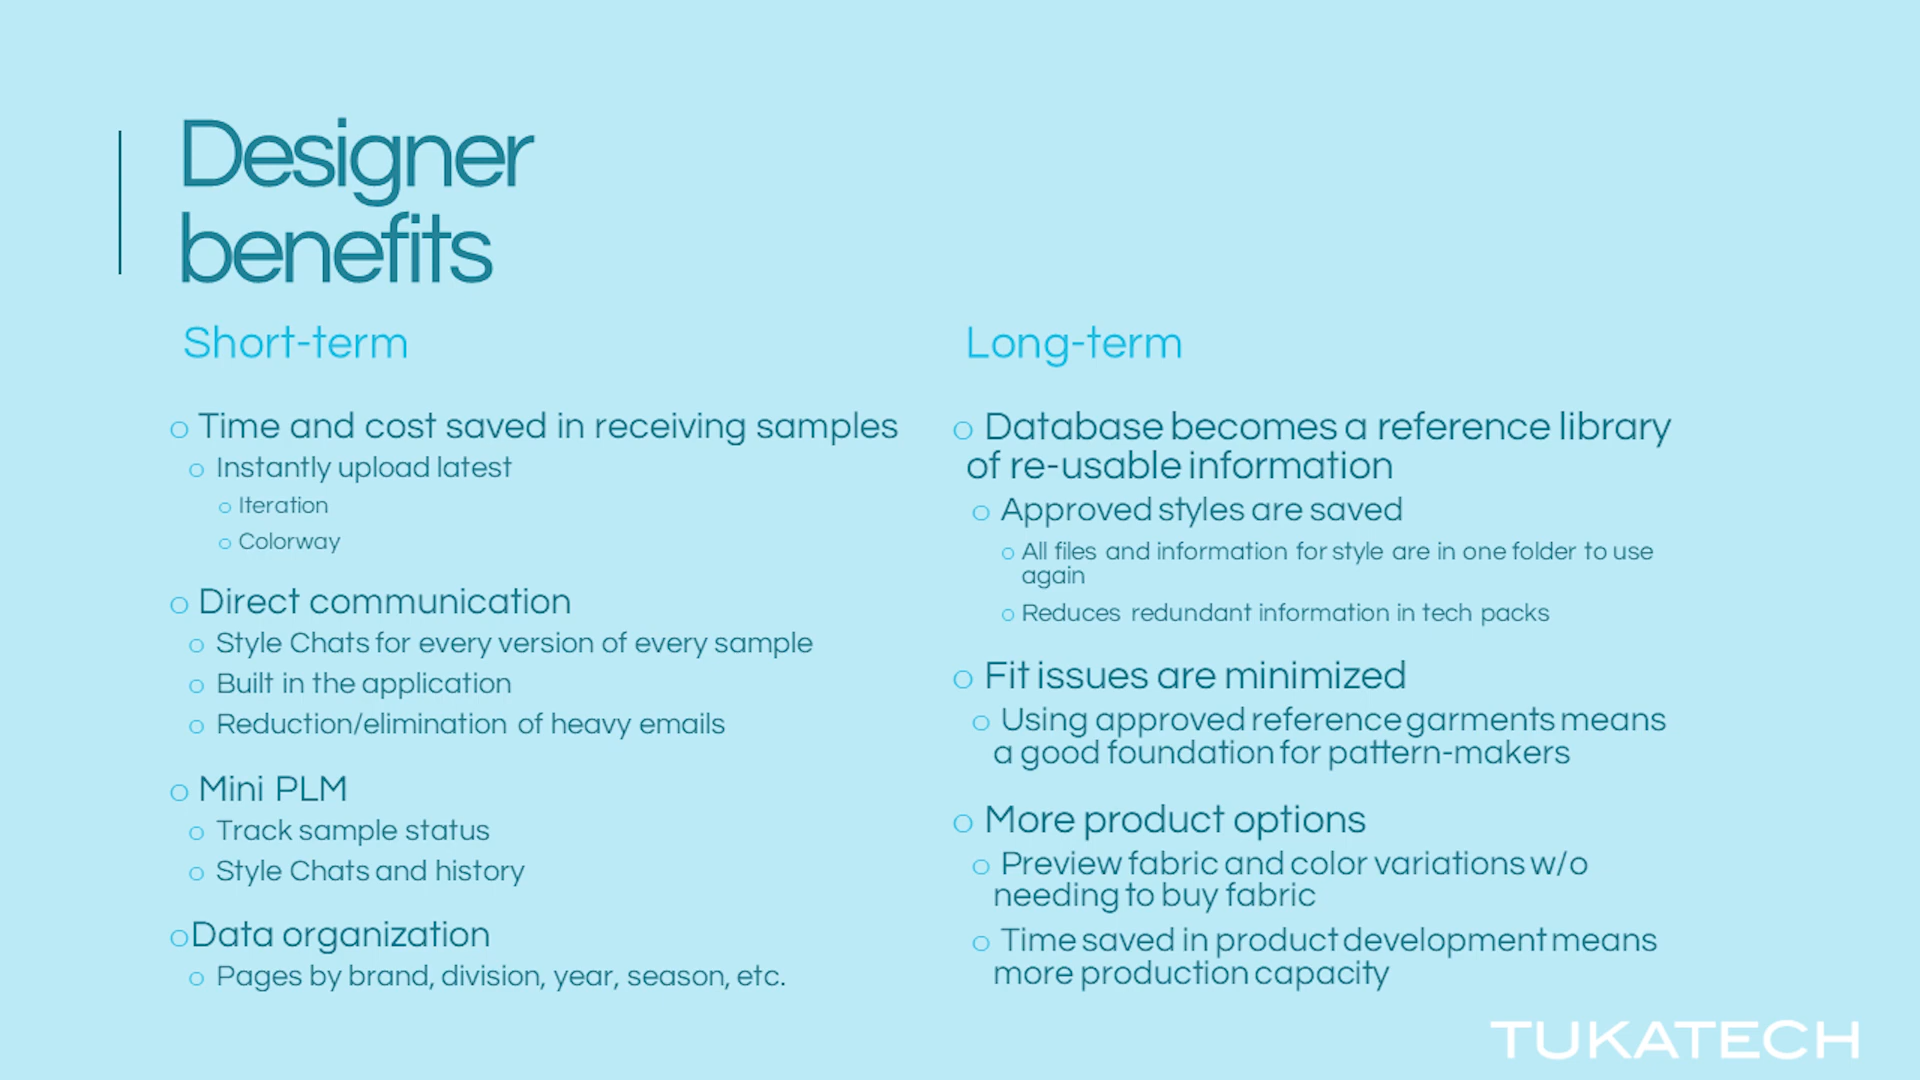 Designer
benefits
Short-term
o Time and cost saved in receiving samples
o Instantly upload latest
o Iteration
o Colorway
o Direct communication
o Style Chats for every version of every sample
o Built in the application
o Reduction/elimination of heavy emails
o Mini PLM
o Track sample status
o Style Chats and history
o Data organization
o Pages by brand, division, year, season, etc.
Long-term
o Database becomes a reference library
of re-usable information
o Approved styles are saved
o All files and information for style are in one folder to use
again
o Reduces redundant information in tech packs
o Fit issues are minimized
o Using approved reference garments means
a good foundation for pattern-makers
o More product options
o Preview fabric and color variations w/o
needing to buy fabric
o Time saved in product development means
more production capacity
TUKATECH